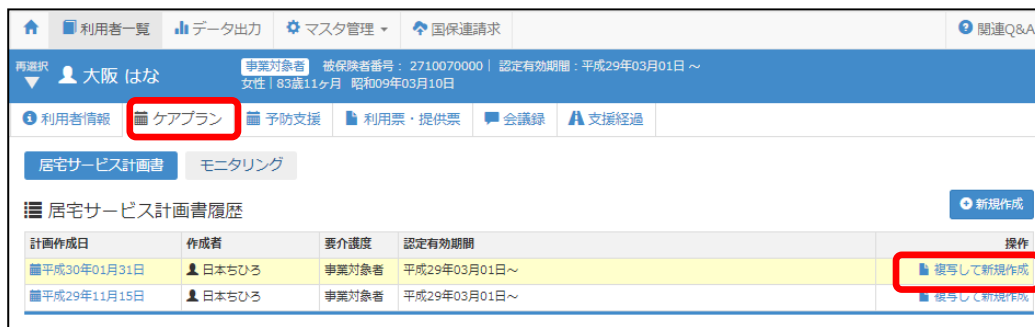 利用者一覧 データ出力 マスタ管理 国保連請求 関連Q&A
再選択 大阪 はな 事業対象者 被保険者番号： 2710070000| 認定有効期間：平成29年03月01日 ～
女性 | 83歳11ヶ月 昭和09年03月10日
利用者情報 ケアプラン 予防支援 利用票・提供票 会議録 支援経過
居宅サービス計画書 モニタリング
居宅サービス計画書履歴 新規作成
計画作成日 作成者 要介護度 認定有効期間 操作
平成30年01月31日 日本ちひろ 事業対象者 平成29年03月01日～ 複写して新規作成
平成29年11月15日 日本ちひろ 事業対象者 平成29年03月01日～ 複写して新規作成